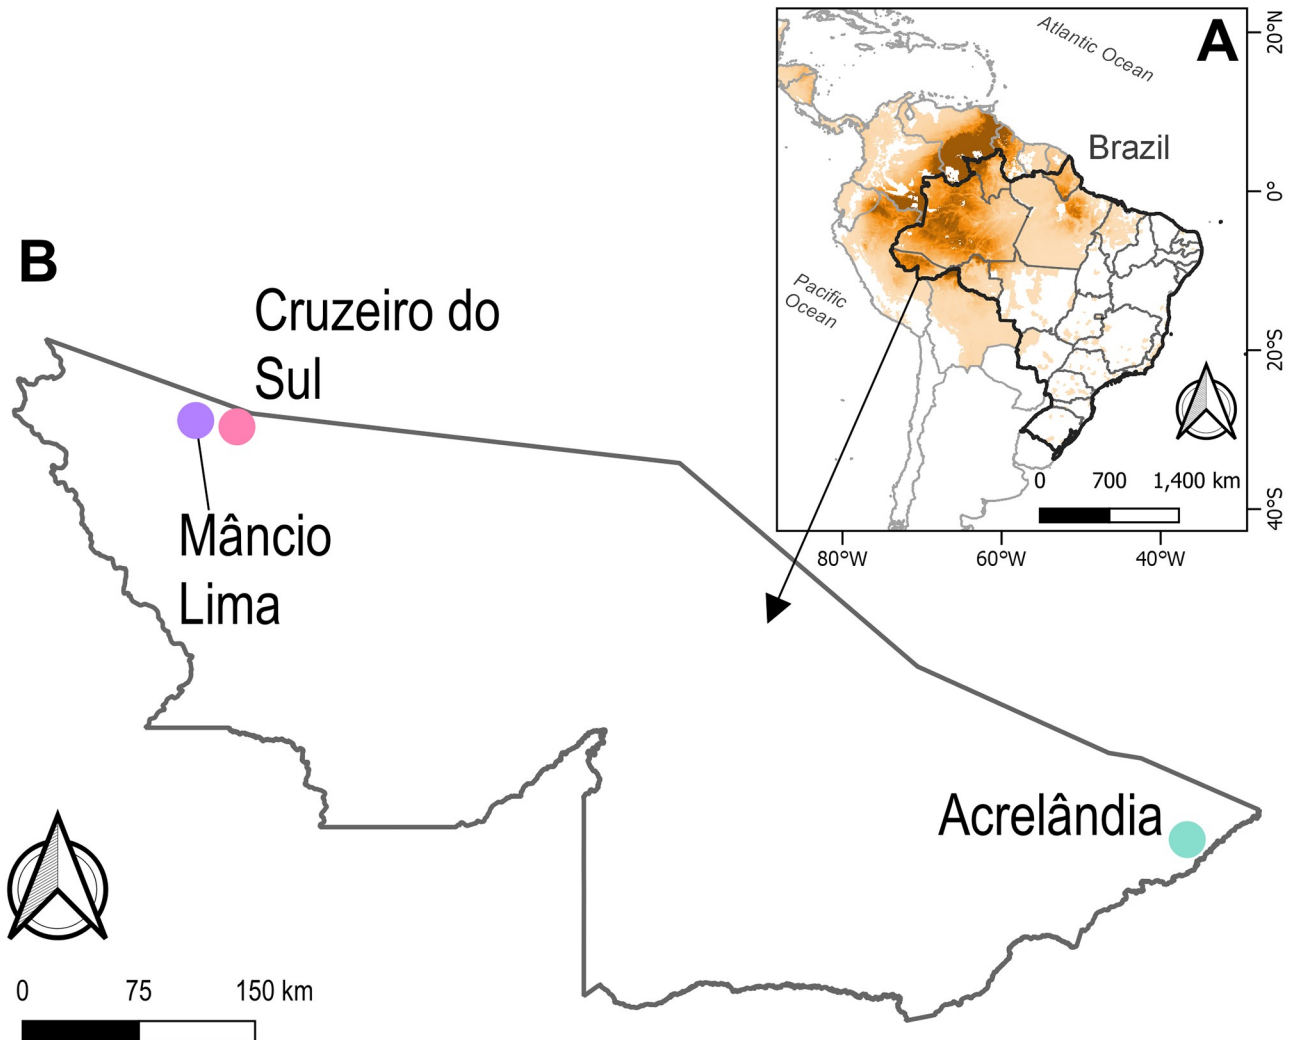 A
Atlantic Ocean
Brazil
Pacific
Ocean
20°N
0°
20°S
40°S
0 700 1,400 km
80°W 60°W 40°W
B
Cruzeiro do
Sul
Mâncio
Lima
Acrelândia
0 75 150 km